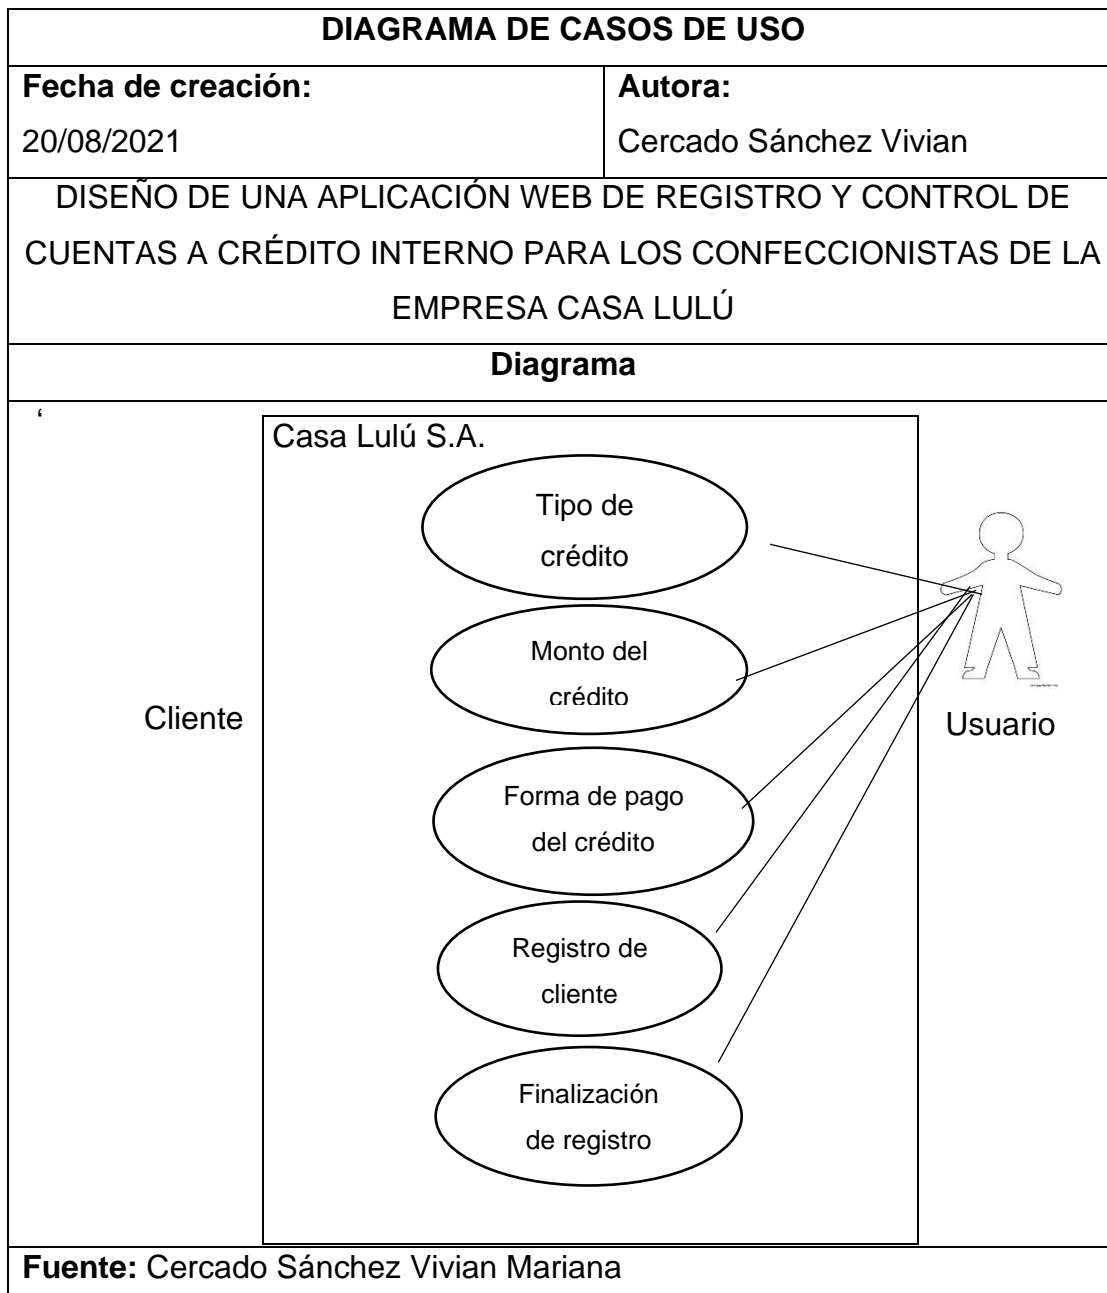 DIAGRAMA DE CASOS DE USO
Fecha de creación:
20/08/2021
Autora:
Cercado Sánchez Vivian
DISEÑO DE UNA APLICACIÓN WEB DE REGISTRO Y CONTROL DE
CUENTAS A CRÉDITO INTERNO PARA LOS CONFECCIONISTAS DE LA
EMPRESA CASA LULÚ
Diagrama
‘
Casa Lulú S.A.
Tipo de
crédito
Monto del
crédito
Cliente
Usuario
Forma de pago
del crédito
Registro de
cliente
Finalización
de registro
Fuente: Cercado Sánchez Vivian Mariana